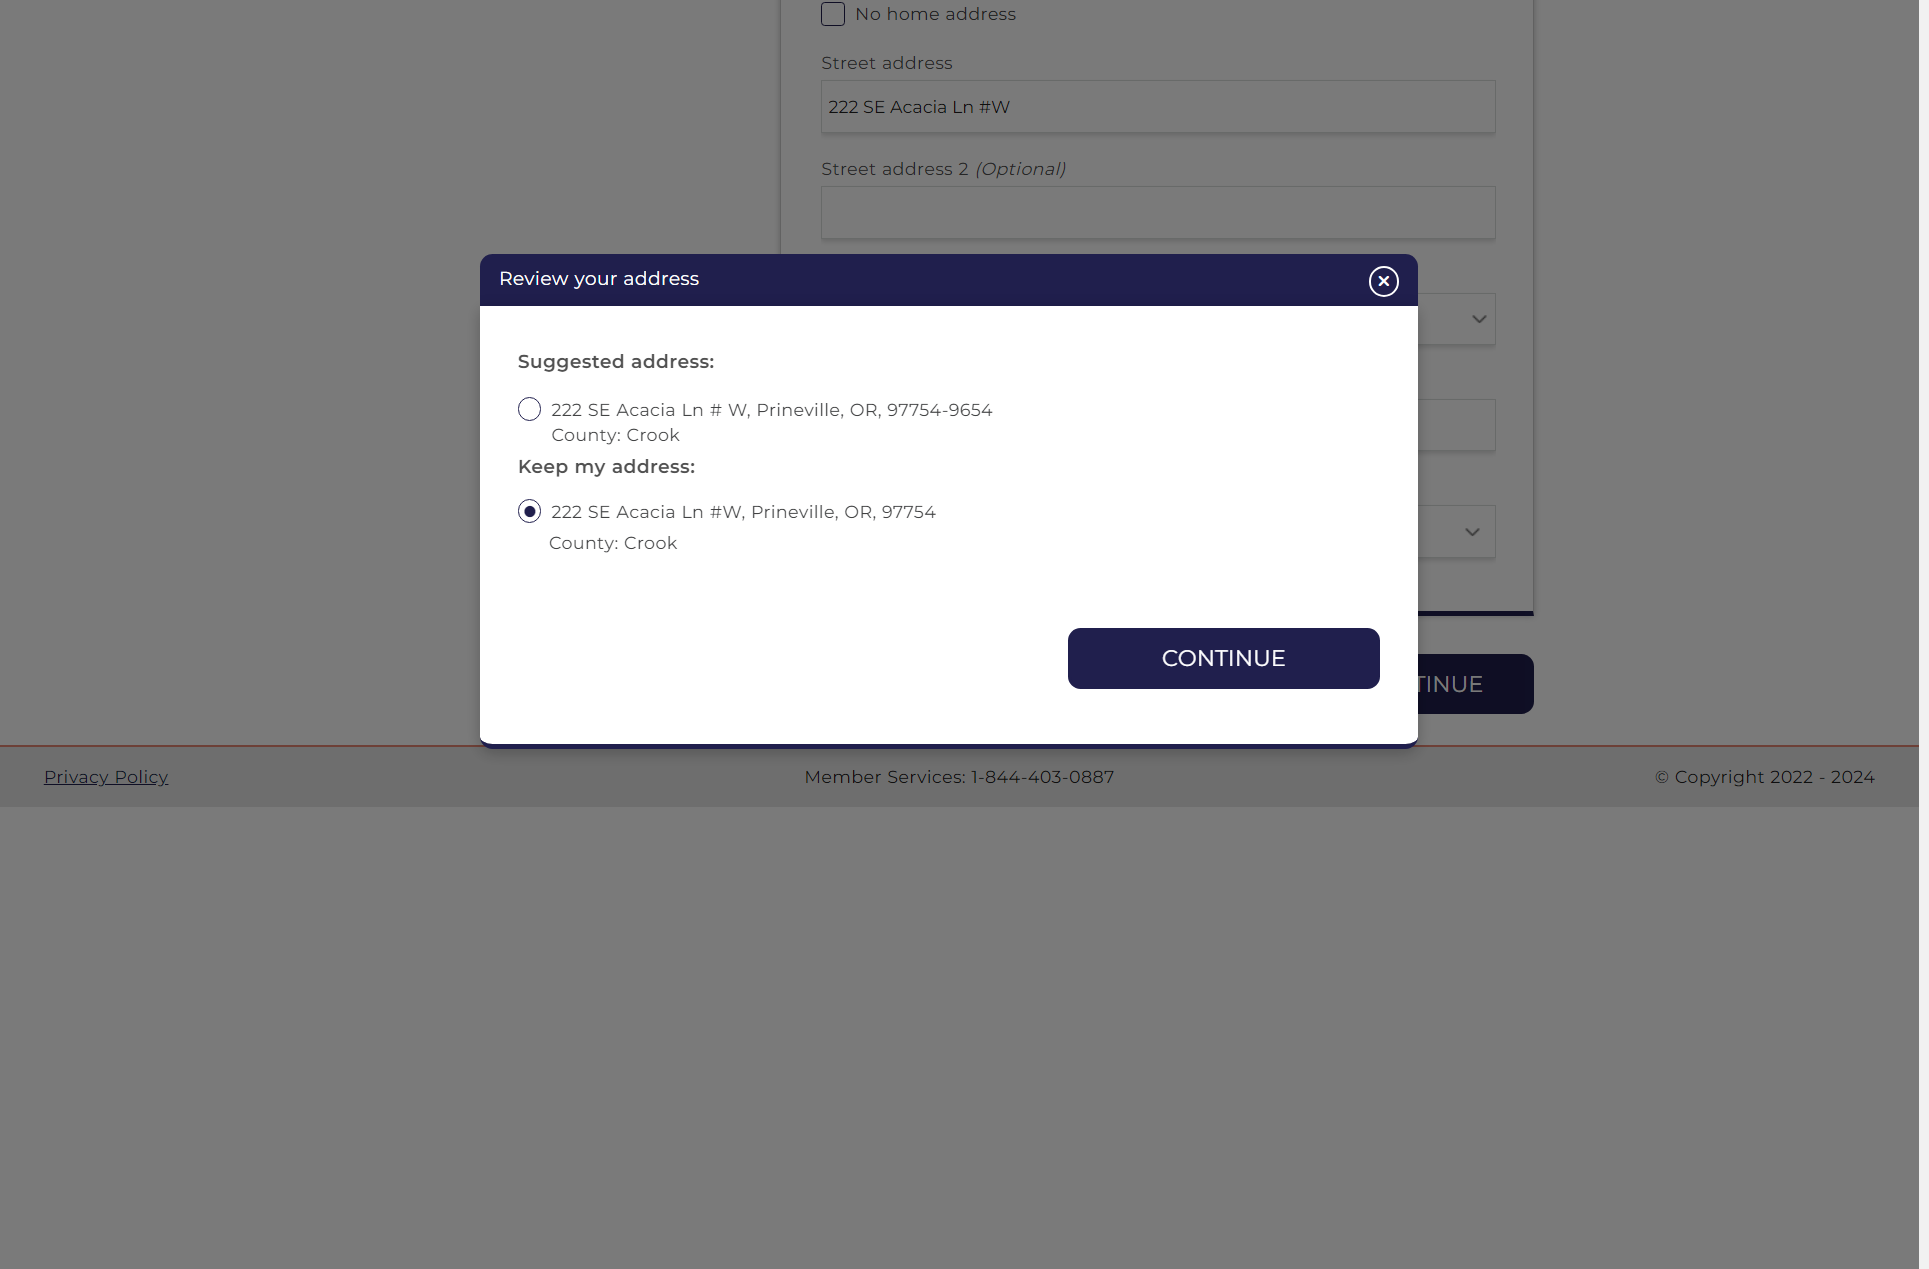 No home address
Street address
222 SE Acacia Ln #W
Street address 2 (Optional)
Review your address
Suggested address:
222 SE Acacia Ln # W, Prineville, OR, 97754-9654
County: Crook
Keep my address:
222 SE Acacia Ln #W, Prineville, OR, 97754
County: Crook
CONTINUE
TINUE
Privacy Policy
Member Services: 1-844-403-0887
© Copyright 2022 - 2024